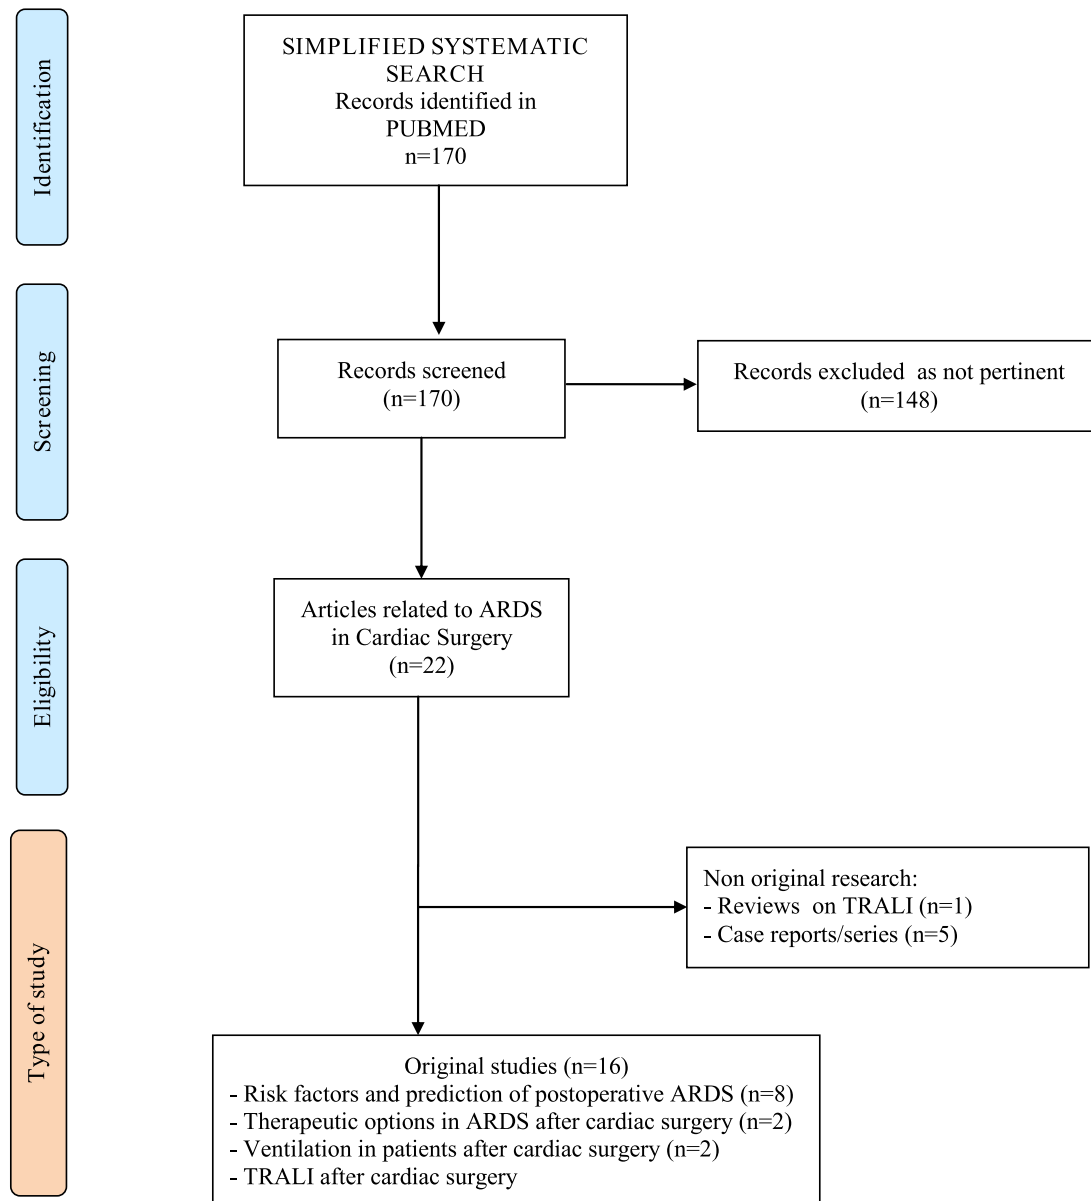 Identification
SIMPLIFIED SYSTEMATIC
SEARCH
Records identified in
PUBMED
n=170
Screening
Records screened
(n=170)
Records excluded as not pertinent
(n=148)
Eligibility
Articles related to ARDS
in Cardiac Surgery
(n=22)
Type of study
Non original research:
- Reviews on TRALI (n=1)
- Case reports/series (n=5)
Original studies (n=16)
- Risk factors and prediction of postoperative ARDS (n=8)
- Therapeutic options in ARDS after cardiac surgery (n=2)
- Ventilation in patients after cardiac surgery (n=2)
- TRALI after cardiac surgery